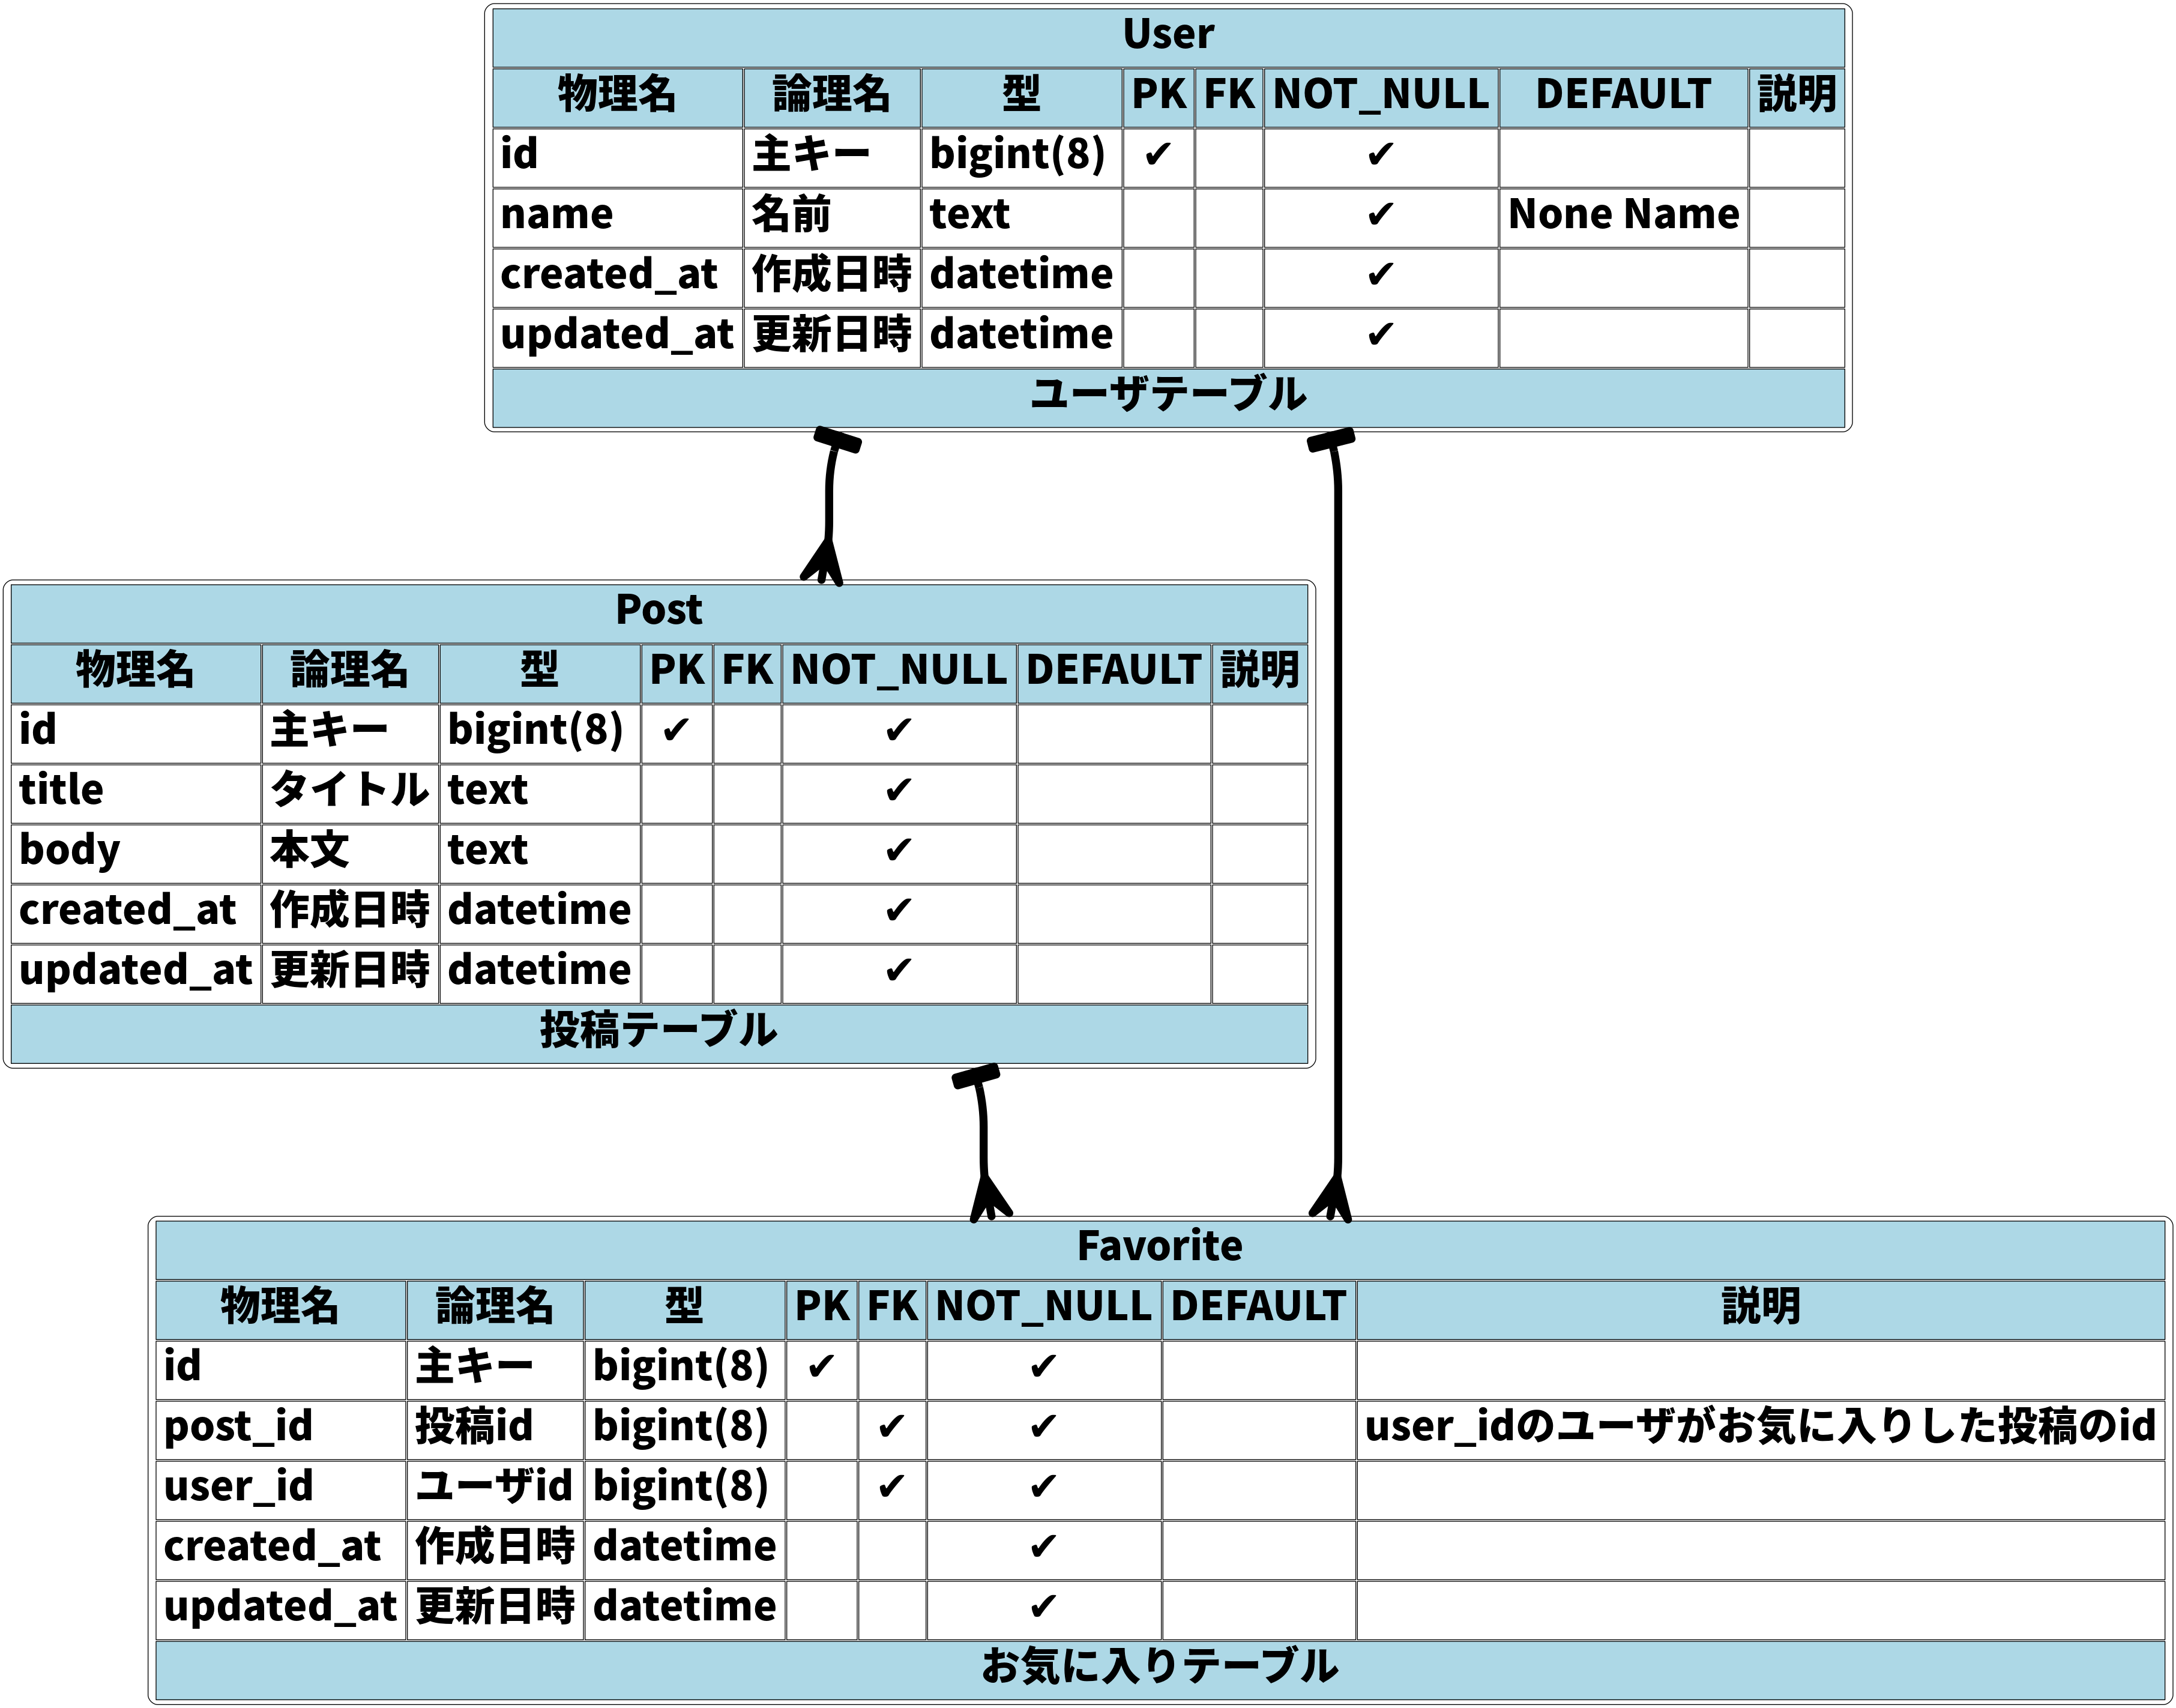 User
物理名 論理名 型 PK FK NOT_NULL DEFAULT 説明
id 主キー bigint(8) ✔ ✔
name 名前 text ✔ None Name
created_at 作成日時 datetime ✔
updated_at 更新日時 datetime ✔
ユーザテーブル
Post
物理名 論理名 型 PK FK NOT_NULL DEFAULT 説明
id 主キー bigint(8) ✔ ✔
title タイトル text ✔
body 本文 text ✔
created_at 作成日時 datetime ✔
updated_at 更新日時 datetime ✔
投稿テーブル
Favorite
物理名 論理名 型 PK FK NOT_NULL DEFAULT 説明
id 主キー bigint(8) ✔ ✔
post_id 投稿id bigint(8) ✔ ✔ user_idのユーザがお気に入りした投稿のid
user_id ユーザid bigint(8) ✔ ✔
created_at 作成日時 datetime ✔
updated_at 更新日時 datetime ✔
お気に入りテーブル